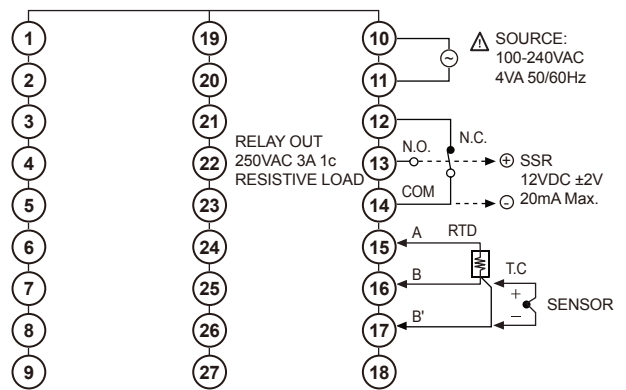 1 19 10
2 20 11
⚠ SOURCE:
100-240VAC
4VA 50/60Hz
3 21 12
4 22 13
5 23 14
RELAY OUT
250VAC 3A 1c
RESISTIVE LOAD
N.C.
N.O.
COM
⊕ SSR
12VDC ±2V
⊖ 20mA Max.
6 24 15
7 25 16
8 26 17
9 27 18
A RTD
B T.C
+
−
SENSOR
B'